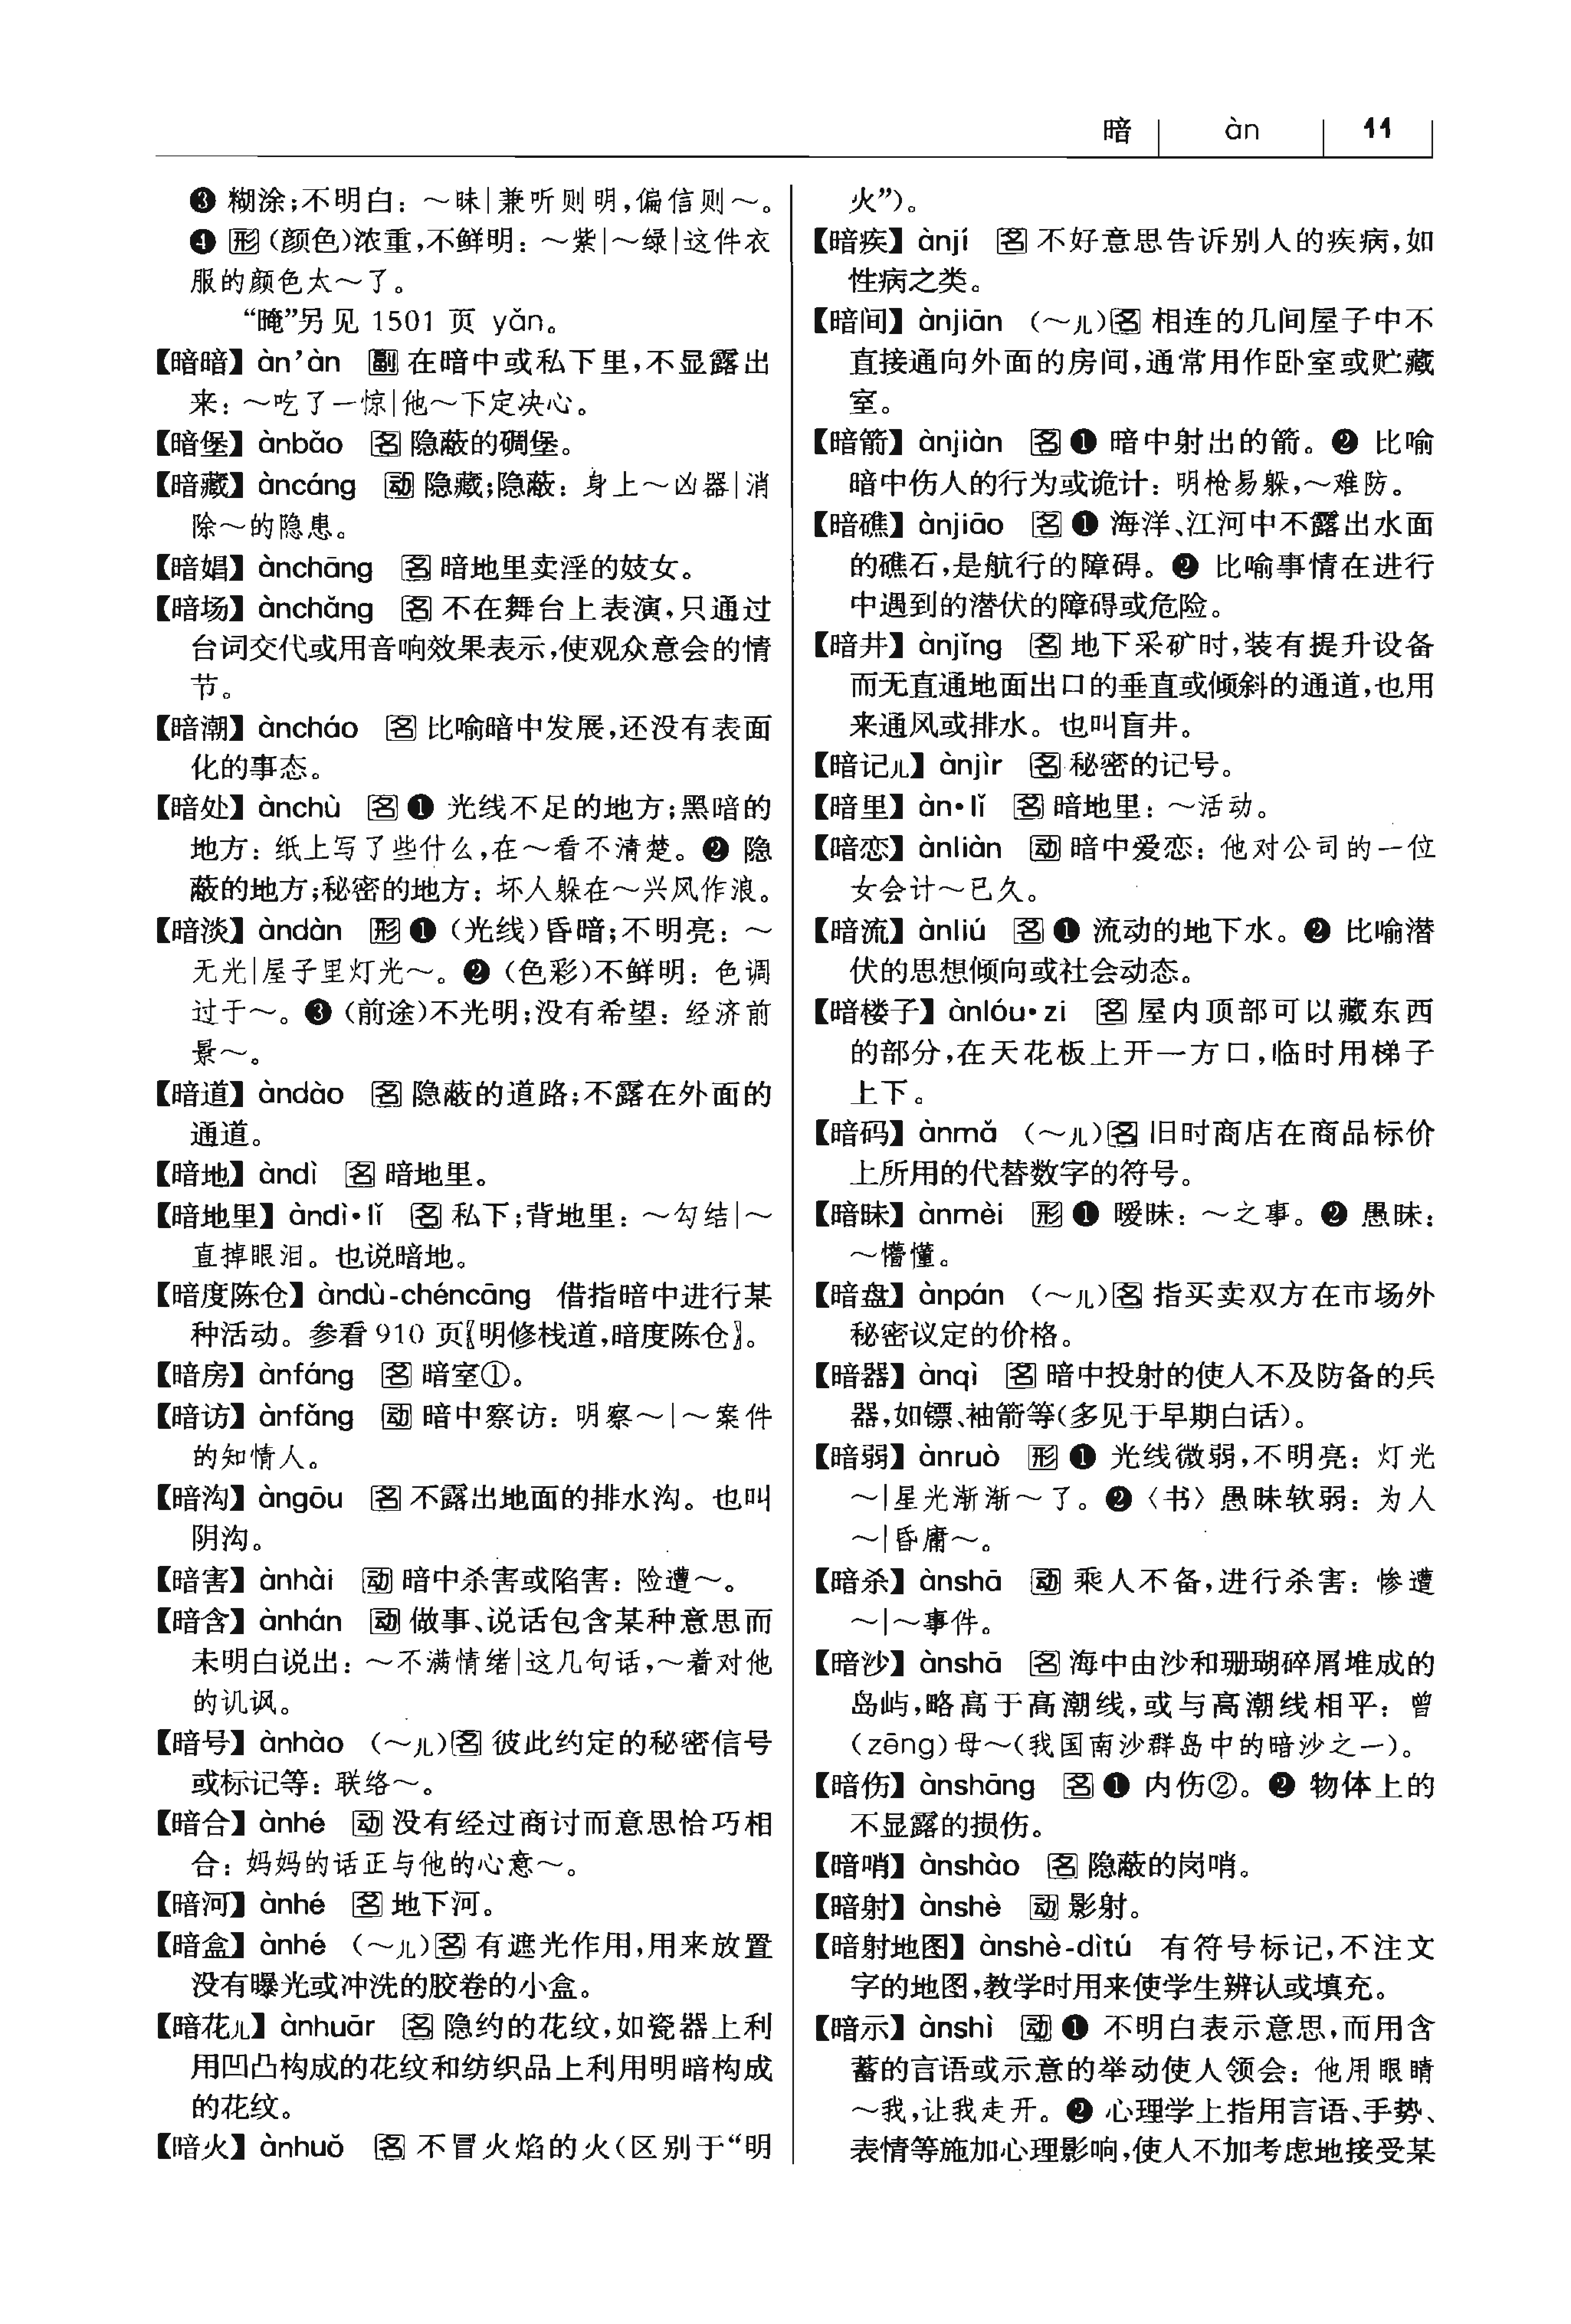 暗 àn 11
❸ 糊涂;不明白:～昧|兼听则明,偏信则～。
❹ 形 (颜色)浓重,不鲜明:～紫|～绿|这件衣
服的颜色太～了。
“晻”另见 1501 页 yǎn。
【暗暗】àn’àn 副 在暗中或私下里,不显露出
来:～吃了一惊|他～下定决心。
【暗堡】ànbǎo 名 隐蔽的碉堡。
【暗藏】àncáng 动 隐藏;隐蔽:身上～凶器|消
除～的隐患。
【暗娼】ànchāng 名 暗地里卖淫的妓女。
【暗场】ànchǎng 名 不在舞台上表演,只通过
台词交代或用音响效果表示,使观众意会的情
节。
【暗潮】àncháo 名 比喻暗中发展,还没有表面
化的事态。
【暗处】ànchù 名 ❶ 光线不足的地方;黑暗的
地方:纸上写了些什么,在～看不清楚。❷ 隐
蔽的地方;秘密的地方:坏人躲在～兴风作浪。
【暗淡】àndàn 形 ❶ (光线)昏暗;不明亮:～
无光|屋子里灯光～。❷ (色彩)不鲜明:色调
过于～。❸ (前途)不光明;没有希望:经济前
景～。
【暗道】àndào 名 隐蔽的道路;不露在外面的
通道。
【暗地】àndì 名 暗地里。
【暗地里】àndì•lǐ 名 私下;背地里:～勾结|～
直掉眼泪。也说暗地。
【暗度陈仓】àndù-chéncāng 借指暗中进行某
种活动。参看 910 页〖明修栈道,暗度陈仓〗。
【暗房】ànfáng 名 暗室①。
【暗访】ànfǎng 动 暗中察访:明察～|～案件
的知情人。
【暗沟】àngōu 名 不露出地面的排水沟。也叫
阴沟。
【暗害】ànhài 动 暗中杀害或陷害:险遭～。
【暗含】ànhán 动 做事、说话包含某种意思而
未明白说出:～不满情绪|这几句话,～着对他
的讥讽。
【暗号】ànhào (～儿)名 彼此约定的秘密信号
或标记等:联络～。
【暗合】ànhé 动 没有经过商讨而意思恰巧相
合:妈妈的话正与他的心意～。
【暗河】ànhé 名 地下河。
【暗盒】ànhé (～儿)名 有遮光作用,用来放置
没有曝光或冲洗的胶卷的小盒。
【暗花儿】ànhuār 名 隐约的花纹,如瓷器上利
用凹凸构成的花纹和纺织品上利用明暗构成
的花纹。
【暗火】ànhuǒ 名 不冒火焰的火(区别于“明
火”)。
【暗疾】ànjí 名 不好意思告诉别人的疾病,如
性病之类。
【暗间】ànjiān (～儿)名 相连的几间屋子中不
直接通向外面的房间,通常用作卧室或贮藏
室。
【暗箭】ànjiàn 名 ❶ 暗中射出的箭。❷ 比喻
暗中伤人的行为或诡计:明枪易躲,～难防。
【暗礁】ànjiāo 名 ❶ 海洋、江河中不露出水面
的礁石,是航行的障碍。❷ 比喻事情在进行
中遇到的潜伏的障碍或危险。
【暗井】ànjǐng 名 地下采矿时,装有提升设备
而无直通地面出口的垂直或倾斜的通道,也用
来通风或排水。也叫盲井。
【暗记儿】ànjìr 名 秘密的记号。
【暗里】àn•lǐ 名 暗地里:～活动。
【暗恋】ànliàn 动 暗中爱恋:他对公司的一位
女会计～已久。
【暗流】ànliú 名 ❶ 流动的地下水。❷ 比喻潜
伏的思想倾向或社会动态。
【暗楼子】ànlóu•zi 名 屋内顶部可以藏东西
的部分,在天花板上开一方口,临时用梯子
上下。
【暗码】ànmǎ (～儿)名 旧时商店在商品标价
上所用的代替数字的符号。
【暗昧】ànmèi 形 ❶ 暧昧:～之事。❷ 愚昧:
～懵懂。
【暗盘】ànpán (～儿)名 指买卖双方在市场外
秘密议定的价格。
【暗器】ànqì 名 暗中投射的使人不及防备的兵
器,如镖、袖箭等(多见于早期白话)。
【暗弱】ànruò 形 ❶ 光线微弱,不明亮:灯光
～|星光渐渐～了。❷〈书〉愚昧软弱:为人
～|昏庸～。
【暗杀】ànshā 动 乘人不备,进行杀害:惨遭
～|～事件。
【暗沙】ànshā 名 海中由沙和珊瑚碎屑堆成的
岛屿,略高于高潮线,或与高潮线相平:曾
(zēng)母～(我国南沙群岛中的暗沙之一)。
【暗伤】ànshāng 名 ❶ 内伤②。❷ 物体上的
不显露的损伤。
【暗哨】ànshào 名 隐蔽的岗哨。
【暗射】ànshè 动 影射。
【暗射地图】ànshè-dìtú 有符号标记,不注文
字的地图,教学时用来使学生辨认或填充。
【暗示】ànshì 动 ❶ 不明白表示意思,而用含
蓄的言语或示意的举动使人领会:他用眼睛
～我,让我走开。❷ 心理学上指用言语、手势、
表情等施加心理影响,使人不加考虑地接受某